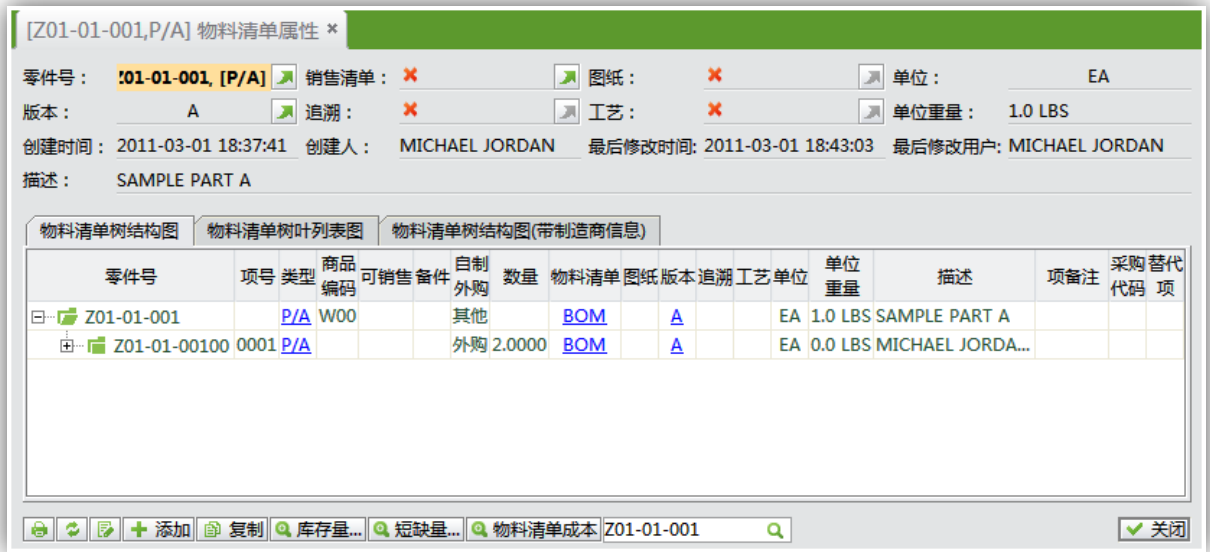 [Z01-01-001,P/A] 物料清单属性
零件号： Z01-01-001, [P/A] 销售清单： 图纸： 单位： EA
版本： A 追溯： 工艺： 单位重量： 1.0 LBS
创建时间： 2011-03-01 18:37:41 创建人： MICHAEL JORDAN 最后修改时间: 2011-03-01 18:43:03 最后修改用户: MICHAEL JORDAN
描述： SAMPLE PART A
物料清单树结构图 物料清单树叶列表图 物料清单树结构图(带制造商信息)
零件号 项号 类型 商品编码 可销售 备件 自制外购 数量 物料清单 图纸 版本 追溯 工艺 单位 单位重量 描述 项备注 采购代码 替代项
Z01-01-001 P/A W00 其他 BOM A EA 1.0 LBS SAMPLE PART A
Z01-01-00100 0001 P/A 外购 2.0000 BOM A EA 0.0 LBS MICHAEL JORDA...
添加 复制 库存量... 短缺量... 物料清单成本 Z01-01-001 关闭